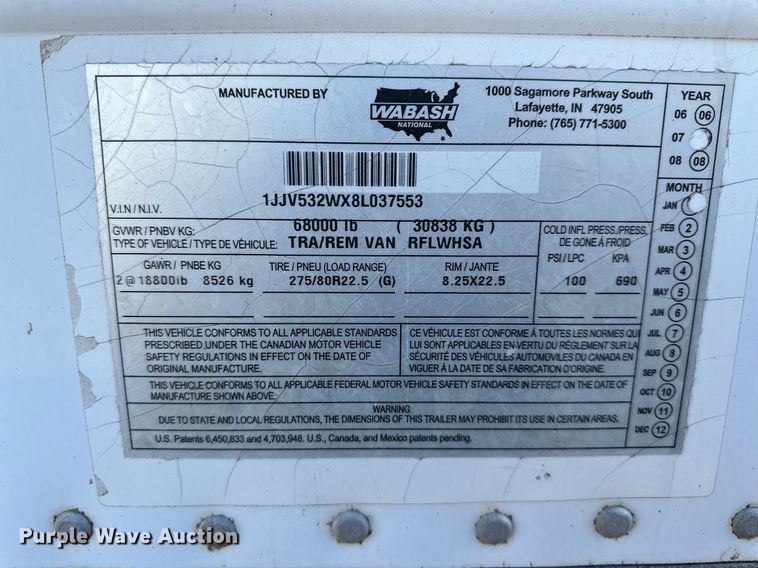 MANUFACTURED BY
WABASH
NATIONAL
1000 Sagamore Parkway South
Lafayette, IN 47905
Phone: (765) 771-5300
V.I.N / N.I.V.
1JJV532WX8L037553
GVWR / PNBV KG: 68000 lb ( 30838 KG )
TYPE OF VEHICLE / TYPE DE VÉHICULE: TRA/REM VAN RFLWHSA
COLD INFL PRESS./PRESS.
DE GONE À FROID
PSI / LPC KPA
100 690
GAWR / PNBE KG TIRE / PNEU (LOAD RANGE) RIM / JANTE
2 @ 18800lb 8526 kg 275/80R22.5 (G) 8.25X22.5
THIS VEHICLE CONFORMS TO ALL APPLICABLE STANDARDS
PRESCRIBED UNDER THE CANADIAN MOTOR VEHICLE
SAFETY REGULATIONS IN EFFECT ON THE DATE OF
ORIGINAL MANUFACTURE.
CE VÉHICULE EST CONFORME À TOUTES LES NORMES QUI
LUI SONT APPLICABLES EN-VERTU DU RÉGLEMENT SUR LA
SÉCURITÉ DES VÉHICULES AUTOMOBILES DU CANADA EN
VIGUER À LA DATE DE SA FABRICATION D'ORIGINE.
THIS VEHICLE CONFORMS TO ALL APPLICABLE FEDERAL MOTOR VEHICLE SAFETY STANDARDS IN EFFECT ON THE DATE OF
MANUFACTURE SHOWN ABOVE.
WARNING
DUE TO STATE AND LOCAL REGULATIONS, THE DIMENSIONS OF THIS TRAILER MAY PROHIBIT ITS USE IN CERTAIN AREAS.
U.S. Patents 6,450,833 and 4,703,948. U.S., Canada, and Mexico patents pending.
YEAR
06 06
07
08 08
MONTH
JAN
FEB 2
MAR 3
APR 4
MAY 5
JUN 6
JUL 7
AUG 8
SEP 9
OCT 10
NOV 11
DEC 12
Purple Wave Auction